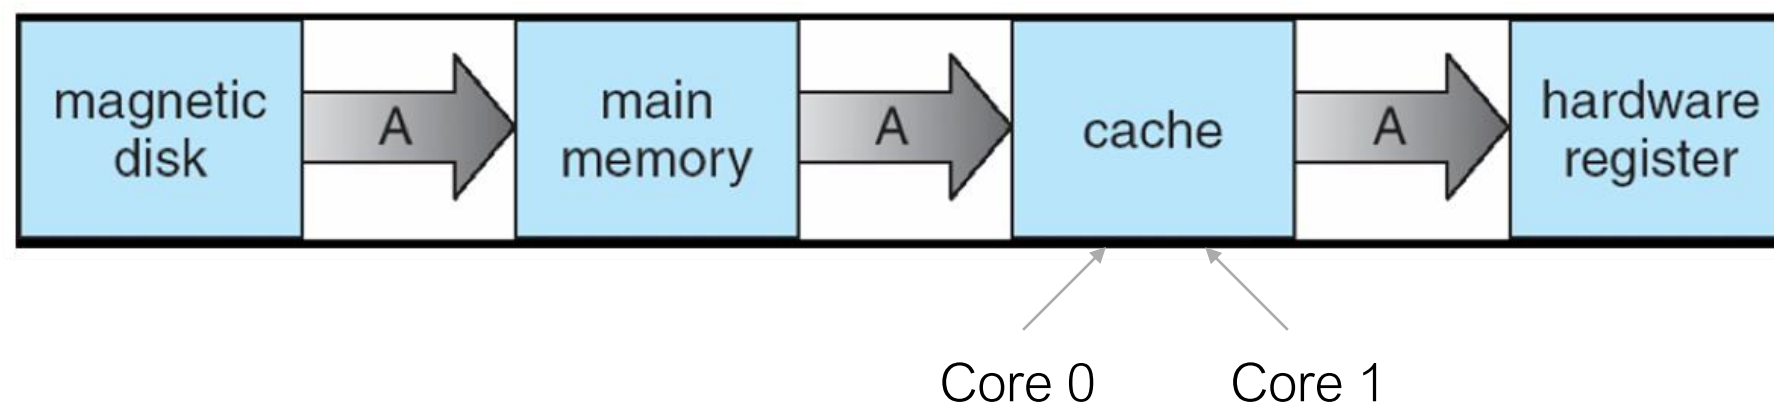 magnetic
disk
A
main
memory
A
cache
A
hardware
register
Core 0
Core 1